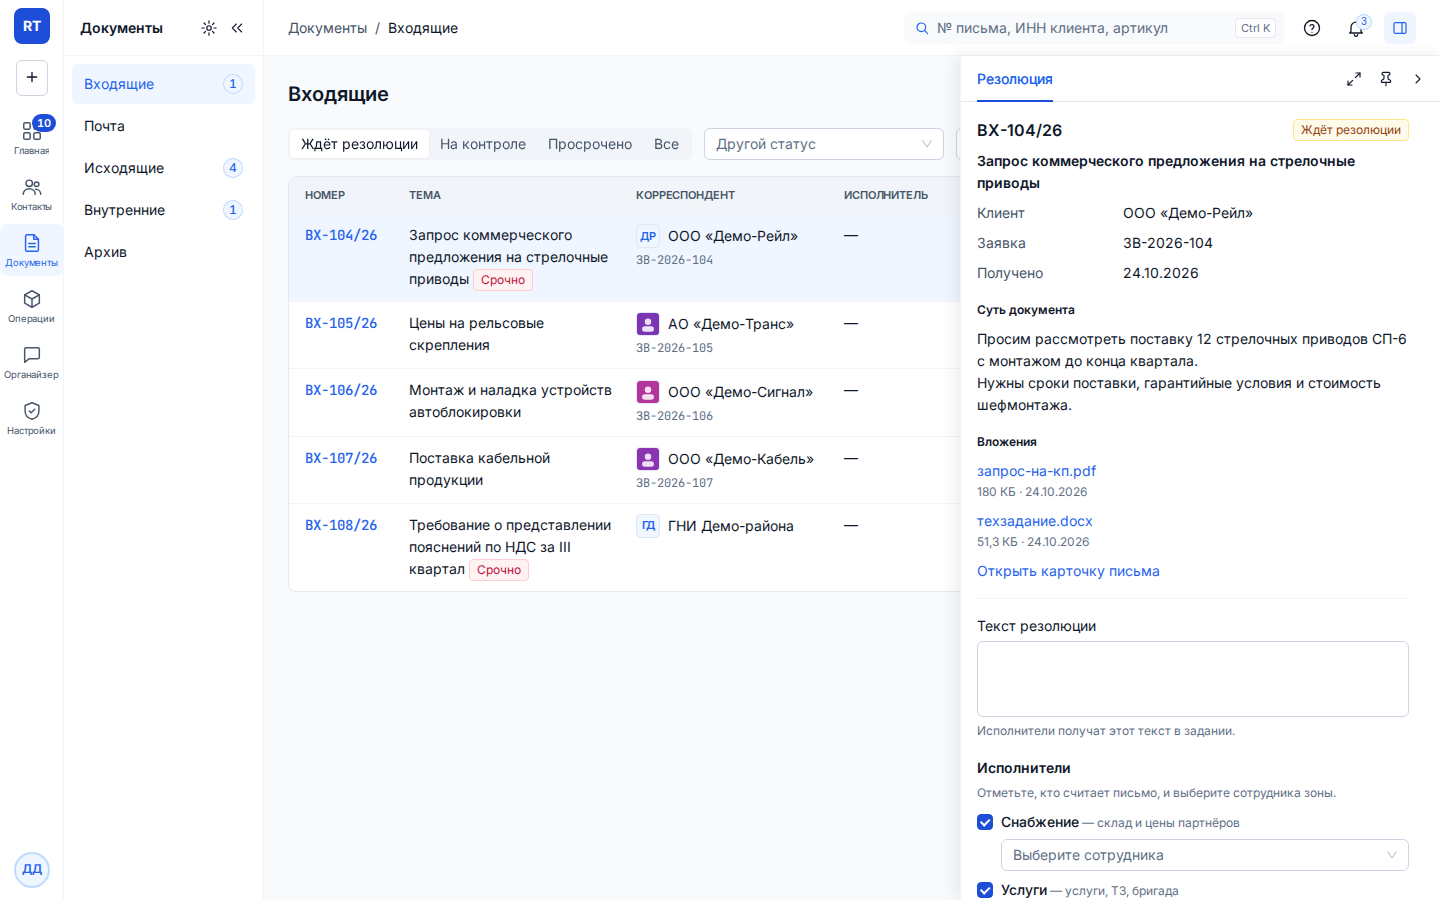 RT
Документы
Документы / Входящие
№ письма, ИНН клиента, артикул
Ctrl K
3
10
Главная
Контакты
Документы
Операции
Органайзер
Настройки
ДД
Входящие 1
Почта
Исходящие 4
Внутренние 1
Архив
Входящие
Ждёт резолюции
На контроле
Просрочено
Все
Другой статус
НОМЕР ТЕМА КОРРЕСПОНДЕНТ ИСПОЛНИТЕЛЬ
ВХ-104/26
Запрос коммерческого
предложения на стрелочные
приводы Срочно
ДР ООО «Демо-Рейл»
ЗВ-2026-104
—
ВХ-105/26
Цены на рельсовые
скрепления
АО «Демо-Транс»
ЗВ-2026-105
—
ВХ-106/26
Монтаж и наладка устройств
автоблокировки
ООО «Демо-Сигнал»
ЗВ-2026-106
—
ВХ-107/26
Поставка кабельной
продукции
ООО «Демо-Кабель»
ЗВ-2026-107
—
ВХ-108/26
Требование о представлении
пояснений по НДС за III
квартал Срочно
ГД ГНИ Демо-района
—
Резолюция
ВХ-104/26
Ждёт резолюции
Запрос коммерческого предложения на стрелочные
приводы
Клиент ООО «Демо-Рейл»
Заявка ЗВ-2026-104
Получено 24.10.2026
Суть документа
Просим рассмотреть поставку 12 стрелочных приводов СП-6
с монтажом до конца квартала.
Нужны сроки поставки, гарантийные условия и стоимость
шефмонтажа.
Вложения
запрос-на-кп.pdf
180 КБ · 24.10.2026
техзадание.docx
51,3 КБ · 24.10.2026
Открыть карточку письма
Текст резолюции
Исполнители получат этот текст в задании.
Исполнители
Отметьте, кто считает письмо, и выберите сотрудника зоны.
Снабжение — склад и цены партнёров
Выберите сотрудника
Услуги — услуги, ТЗ, бригада